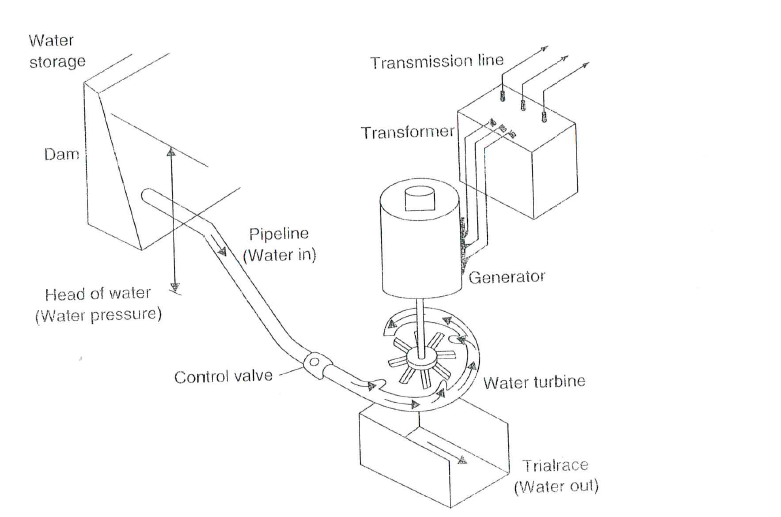 Water
storage
Transmission line
Transformer
Dam
Pipeline
(Water in)
Generator
Head of water
(Water pressure)
Control valve
Water turbine
Trialrace
(Water out)